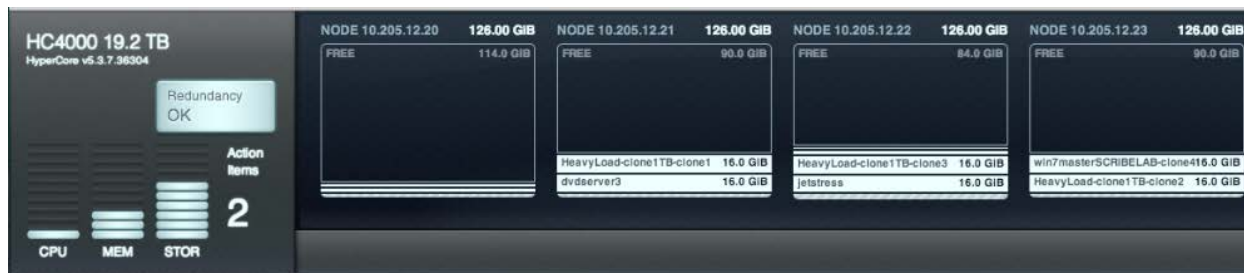 HC4000 19.2 TB
HyperCore v5.3.7.36304
Redundancy
OK
Action
Items
2
CPU MEM STOR
NODE 10.205.12.20 126.00 GIB
FREE 114.0 GIB
NODE 10.205.12.21 126.00 GIB
FREE 90.0 GIB
HeavyLoad-clone1TB-clone1 16.0 GIB
dvdserver3 16.0 GIB
NODE 10.205.12.22 126.00 GIB
FREE 84.0 GIB
HeavyLoad-clone1TB-clone3 16.0 GIB
jetstress 16.0 GIB
NODE 10.205.12.23 126.00 GIB
FREE 90.0 GIB
win7masterSCRIBELAB-clone416.0 GIB
HeavyLoad-clone1TB-clone2 16.0 GIB